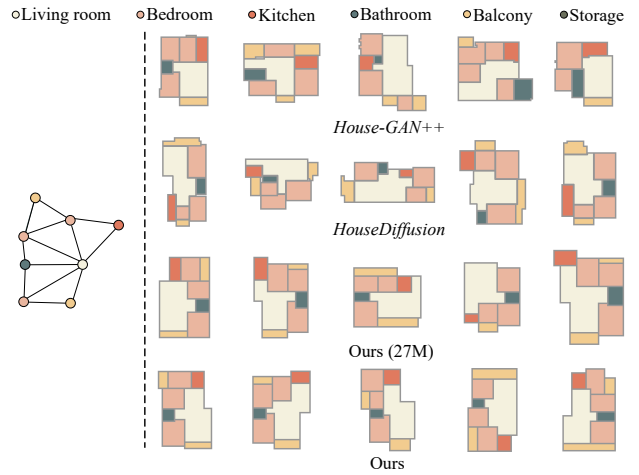 Living room Bedroom Kitchen Bathroom Balcony Storage
House-GAN++
HouseDiffusion
Ours (27M)
Ours